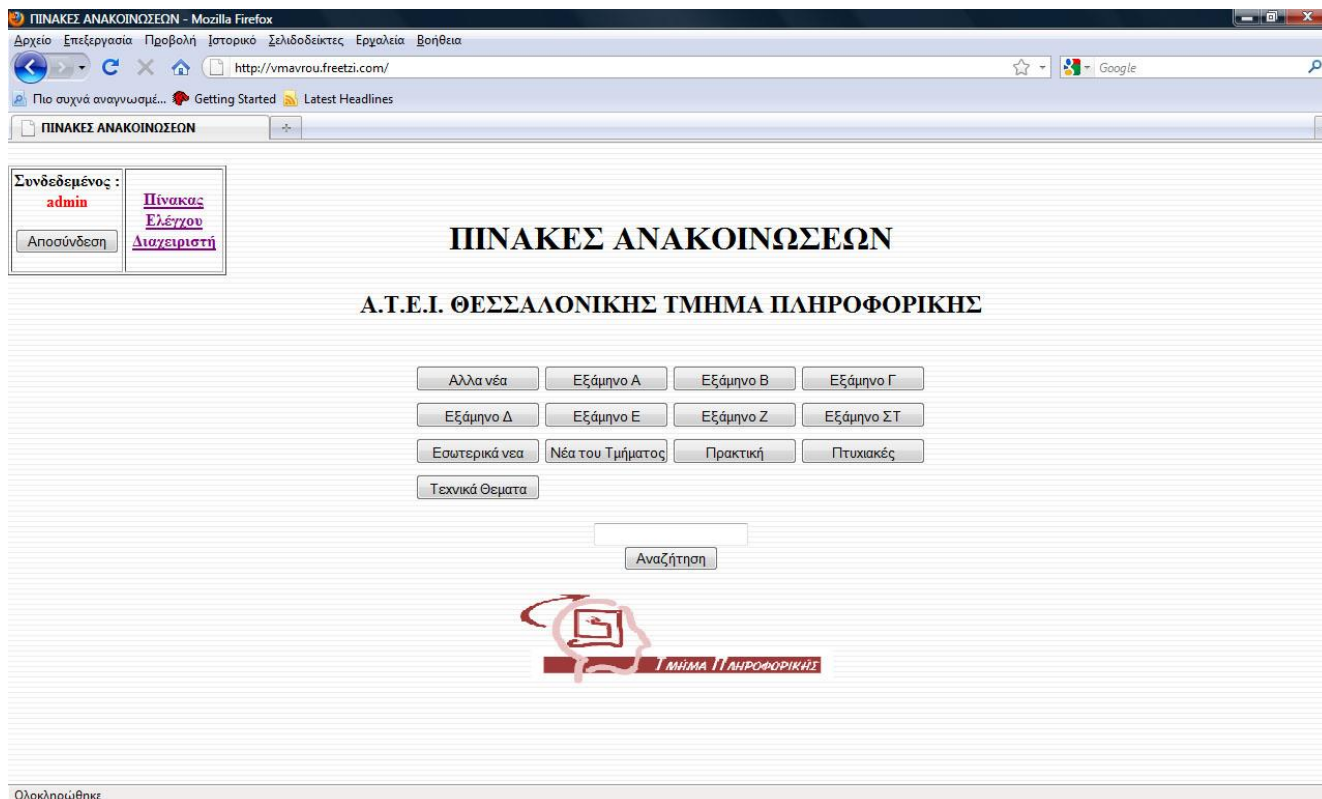 ΠΙΝΑΚΕΣ ΑΝΑΚΟΙΝΩΣΕΩΝ - Mozilla Firefox
Αρχείο Επεξεργασία Προβολή Ιστορικό Σελιδοδείκτες Εργαλεία Βοήθεια
http://vmavrou.freetzi.com/
Google
Πιο συχνά αναγνωσμέ... Getting Started Latest Headlines
ΠΙΝΑΚΕΣ ΑΝΑΚΟΙΝΩΣΕΩΝ
Συνδεδεμένος :
admin
Αποσύνδεση
Πίνακας
Ελέγχου
Διαχειριστή
ΠΙΝΑΚΕΣ ΑΝΑΚΟΙΝΩΣΕΩΝ
Α.Τ.Ε.Ι. ΘΕΣΣΑΛΟΝΙΚΗΣ ΤΜΗΜΑ ΠΛΗΡΟΦΟΡΙΚΗΣ
Αλλα νέα Εξάμηνο Α Εξάμηνο Β Εξάμηνο Γ
Εξάμηνο Δ Εξάμηνο Ε Εξάμηνο Ζ Εξάμηνο ΣΤ
Εσωτερικά νεα Νέα του Τμήματος Πρακτική Πτυχιακές
Τεχνικά Θεματα
Αναζήτηση
ΤΜΗΜΑ ΠΛΗΡΟΦΟΡΙΚΗΣ
Ολοκληρώθηκε